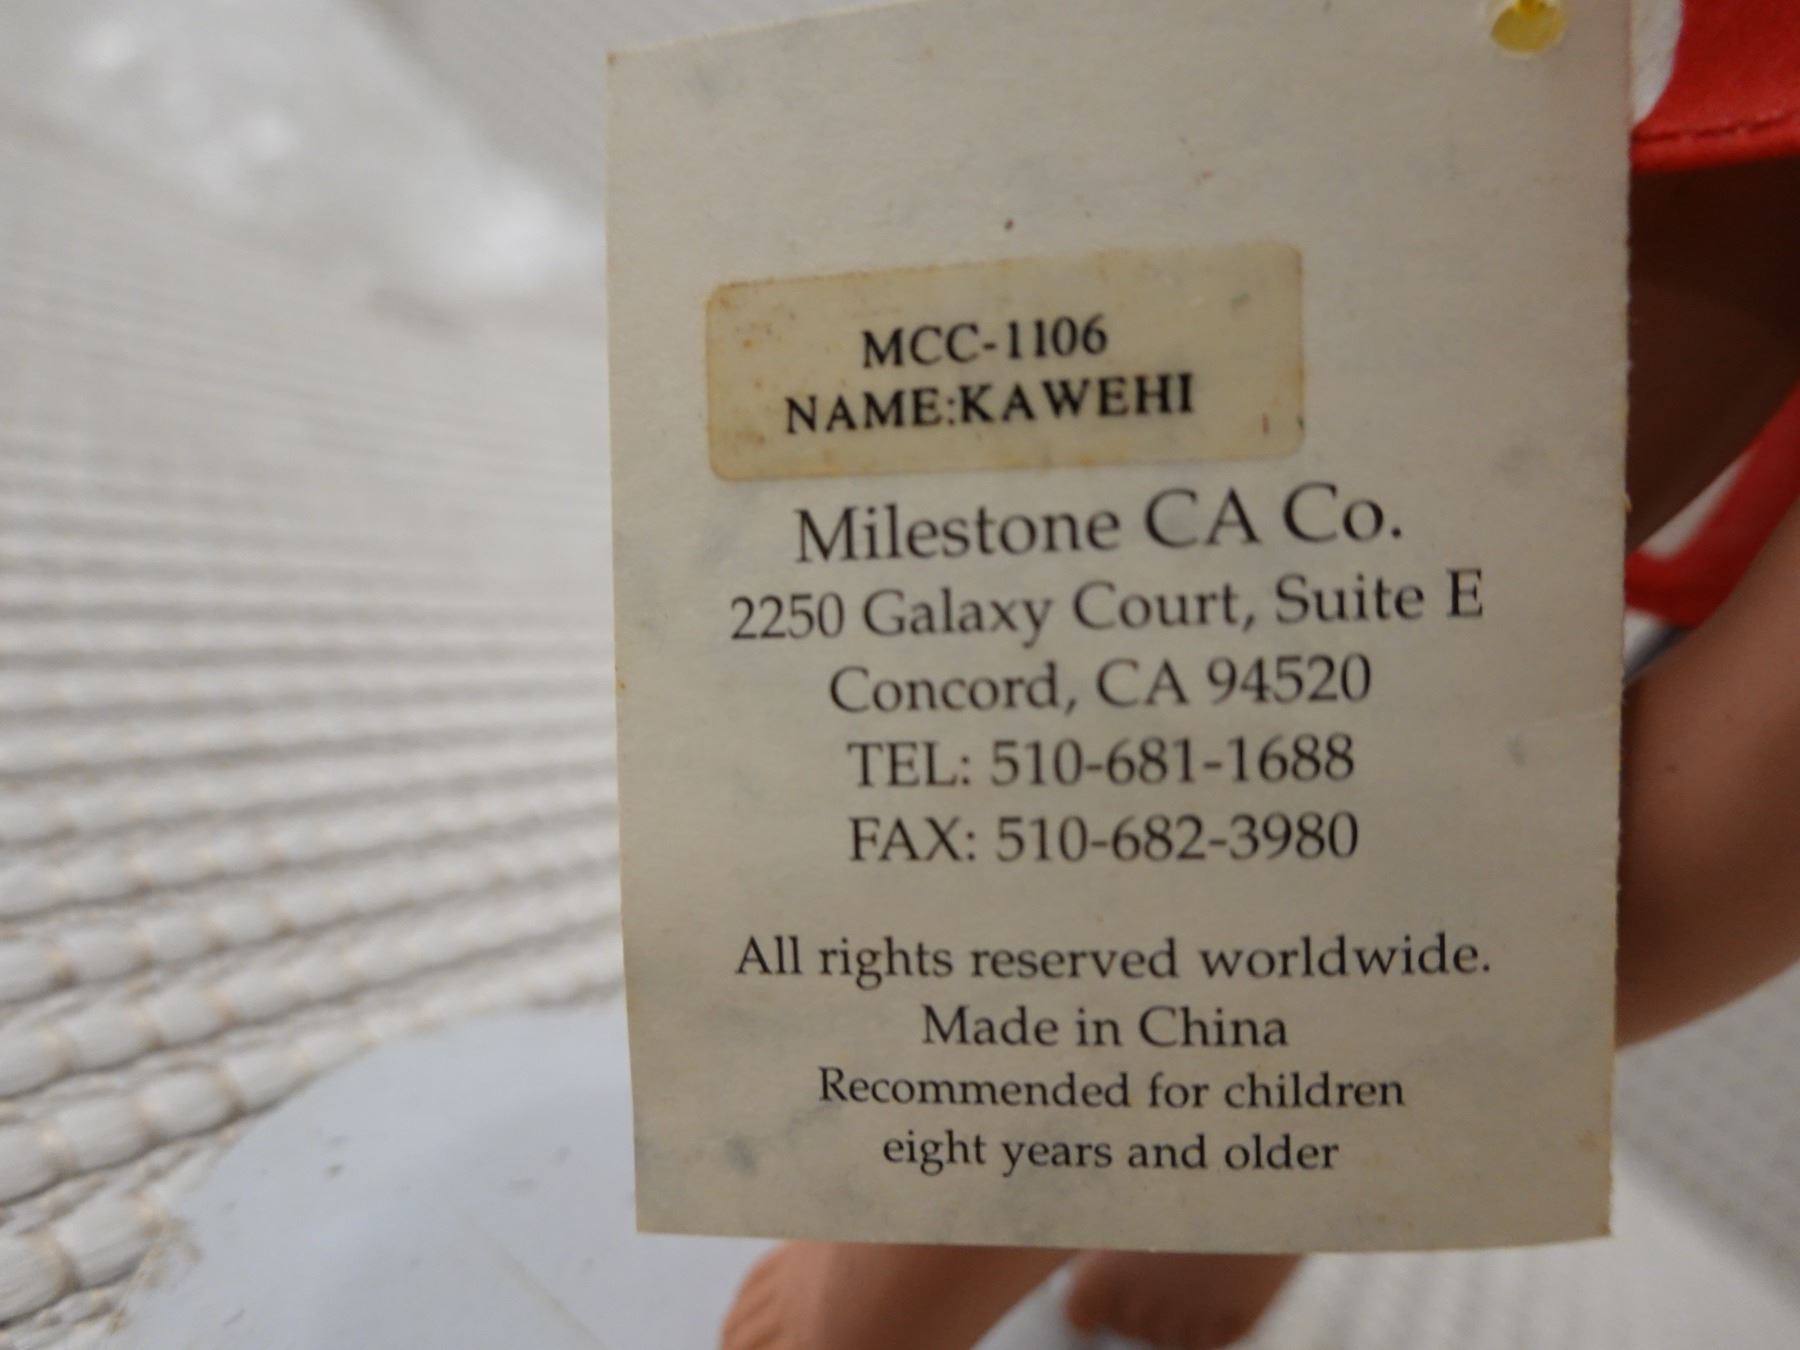 MCC-1106
NAME:KAWEHI
Milestone CA Co.
2250 Galaxy Court, Suite E
Concord, CA 94520
TEL: 510-681-1688
FAX: 510-682-3980
All rights reserved worldwide.
Made in China
Recommended for children
eight years and older